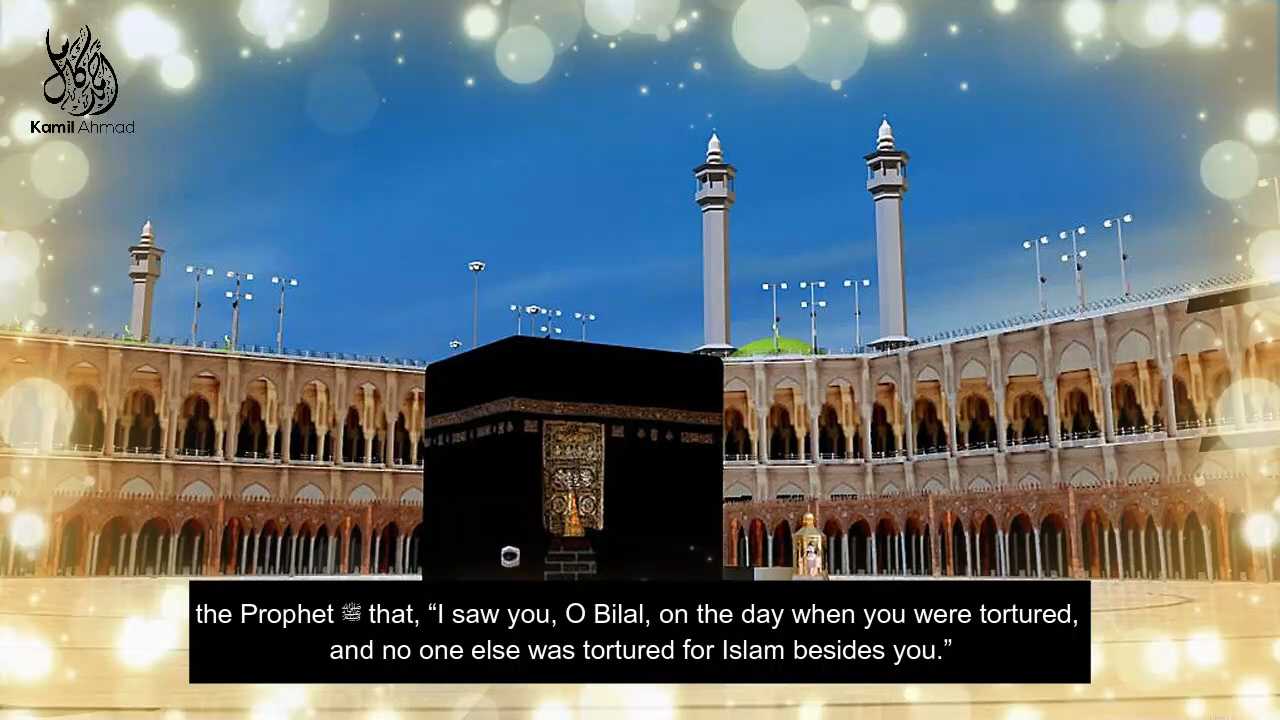 Kamil Ahmad
the Prophet ﷺ that, “I saw you, O Bilal, on the day when you were tortured,
and no one else was tortured for Islam besides you.”